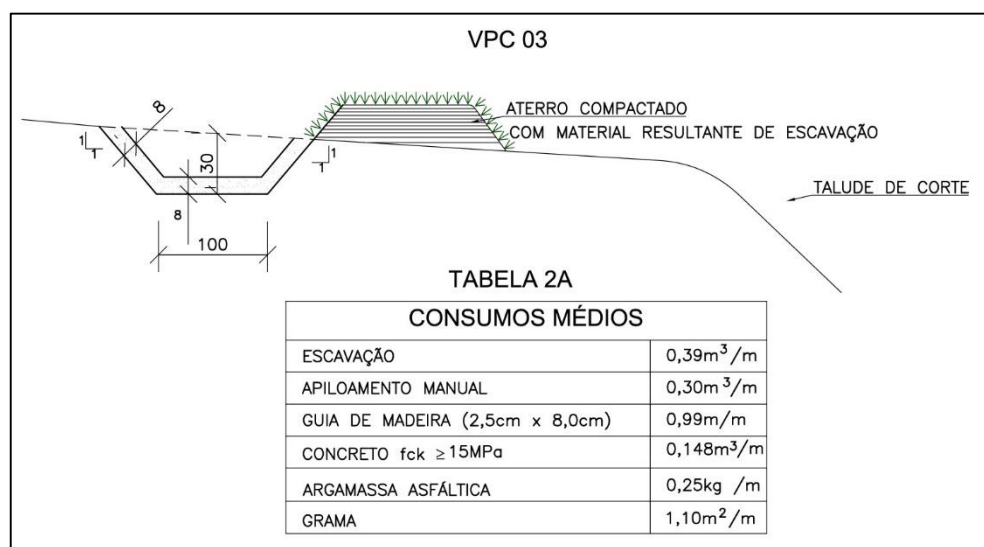 VPC 03
8
ATERRO COMPACTADO
COM MATERIAL RESULTANTE DE ESCAVAÇÃO
1
1
30
1
1
TALUDE DE CORTE
8
100
TABELA 2A
CONSUMOS MÉDIOS
ESCAVAÇÃO 0,39m³/m
APILOAMENTO MANUAL 0,30m³/m
GUIA DE MADEIRA (2,5cm x 8,0cm) 0,99m/m
CONCRETO fck ≥15MPa 0,148m³/m
ARGAMASSA ASFÁLTICA 0,25kg /m
GRAMA 1,10m²/m